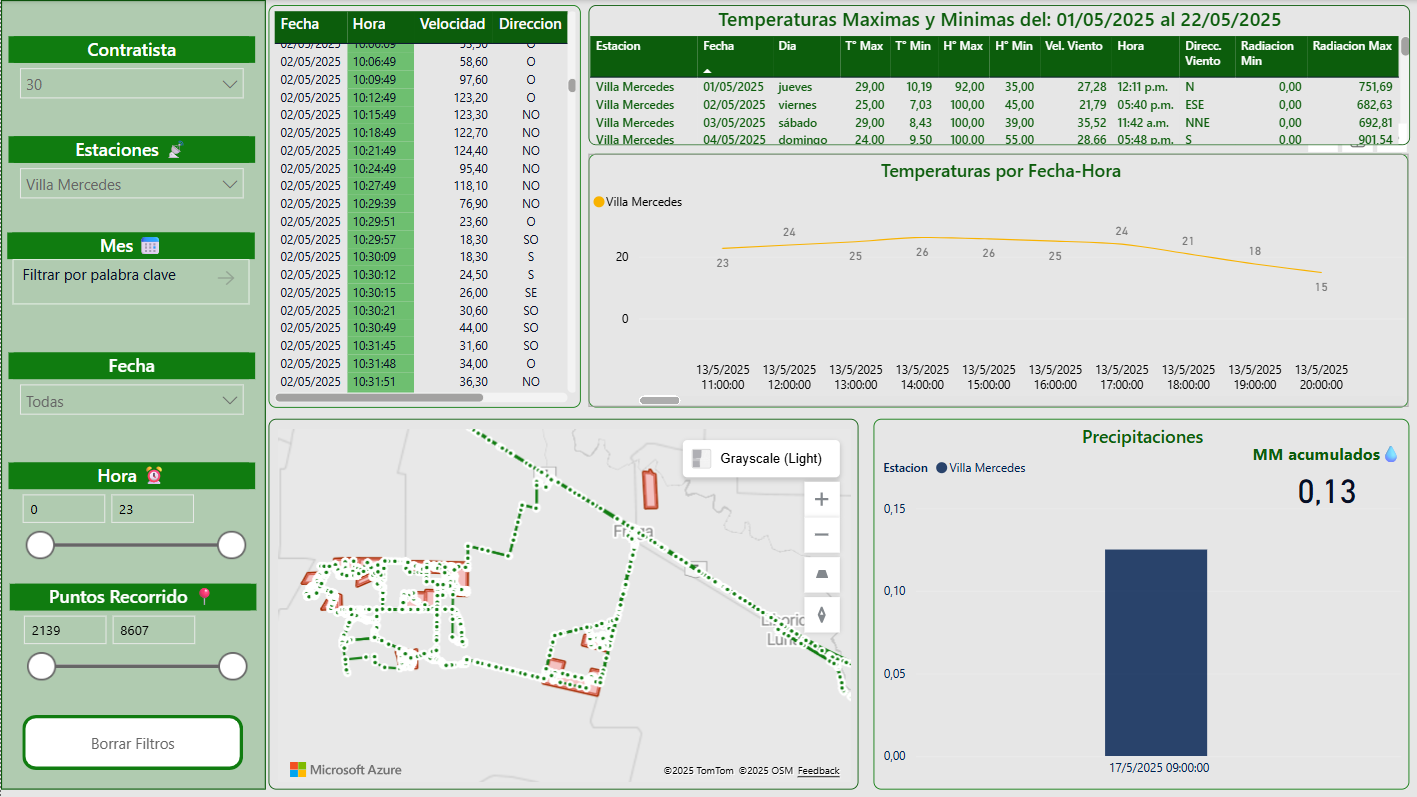 Contratista
30
Estaciones
Villa Mercedes
Mes
Filtrar por palabra clave
Fecha
Todas
Hora
0 23
Puntos Recorrido
2139 8607
Borrar Filtros
Fecha Hora Velocidad Direccion
02/05/2025 10:06:09 53,50 O
02/05/2025 10:06:49 58,60 O
02/05/2025 10:09:49 97,60 O
02/05/2025 10:12:49 123,20 O
02/05/2025 10:15:49 123,30 NO
02/05/2025 10:18:49 122,70 NO
02/05/2025 10:21:49 124,40 NO
02/05/2025 10:24:49 95,40 NO
02/05/2025 10:27:49 118,10 NO
02/05/2025 10:29:39 76,90 NO
02/05/2025 10:29:51 23,60 O
02/05/2025 10:29:57 18,30 SO
02/05/2025 10:30:09 18,30 S
02/05/2025 10:30:12 24,50 S
02/05/2025 10:30:15 26,00 SE
02/05/2025 10:30:21 30,60 SO
02/05/2025 10:30:49 44,00 SO
02/05/2025 10:31:45 31,60 SO
02/05/2025 10:31:48 34,00 O
02/05/2025 10:31:51 36,30 NO
Temperaturas Maximas y Minimas del: 01/05/2025 al 22/05/2025
Estacion Fecha Dia T° Max T° Min H° Max H° Min Vel. Viento Hora Direcc. Viento Radiacion Min Radiacion Max
Villa Mercedes 01/05/2025 jueves 29,00 10,19 92,00 35,00 27,28 12:11 p.m. N 0,00 751,69
Villa Mercedes 02/05/2025 viernes 25,00 7,03 100,00 45,00 21,79 05:40 p.m. ESE 0,00 682,63
Villa Mercedes 03/05/2025 sábado 29,00 8,43 100,00 39,00 35,52 11:42 a.m. NNE 0,00 692,81
Villa Mercedes 04/05/2025 domingo 24,00 9,50 100,00 55,00 28,66 05:48 p.m. S 0,00 901,54
Temperaturas por Fecha-Hora
Villa Mercedes
20
0
23 24 25 26 26 25 24 21 18 15
13/5/2025 13/5/2025 13/5/2025 13/5/2025 13/5/2025 13/5/2025 13/5/2025 13/5/2025 13/5/2025 13/5/2025
11:00:00 12:00:00 13:00:00 14:00:00 15:00:00 16:00:00 17:00:00 18:00:00 19:00:00 20:00:00
Grayscale (Light)
Microsoft Azure
©2025 TomTom ©2025 OSM Feedback
Precipitaciones
MM acumulados
0,13
Estacion Villa Mercedes
0,15
0,10
0,05
0,00
17/5/2025 09:00:00